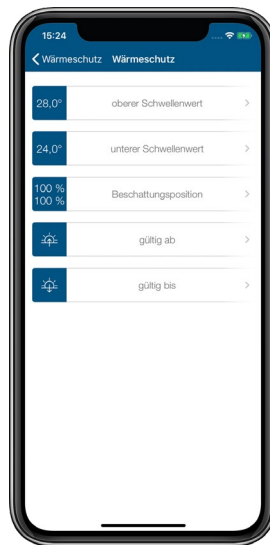 15:24
Wärmeschutz Wärmeschutz
28,0° oberer Schwellenwert
24,0° unterer Schwellenwert
100 %
100 % Beschattungsposition
gültig ab
gültig bis